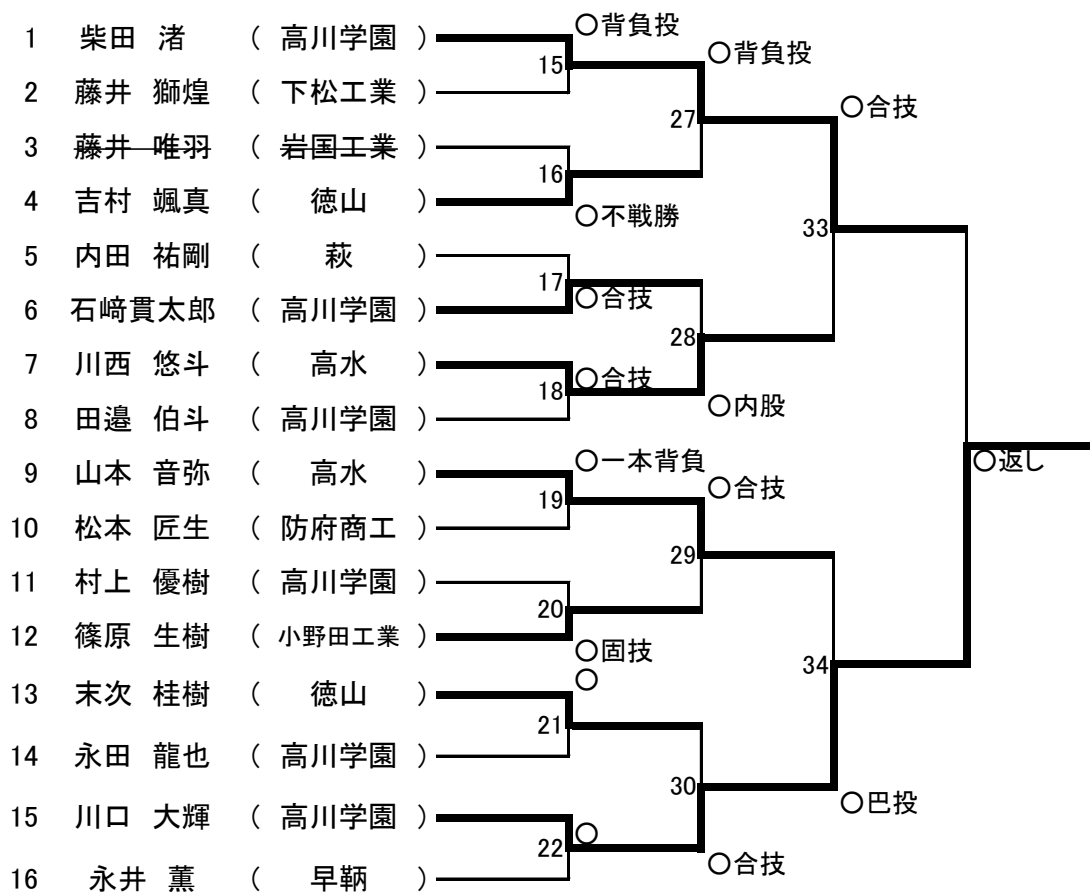 1 柴田 渚 ( 高川学園 )
2 藤井 獅煌 ( 下松工業 )
3 藤井 唯羽 ( 岩国工業 )
4 吉村 颯真 ( 徳山 )
5 内田 祐剛 ( 萩 )
6 石﨑貫太郎 ( 高川学園 )
7 川西 悠斗 ( 高水 )
8 田邉 伯斗 ( 高川学園 )
9 山本 音弥 ( 高水 )
10 松本 匠生 ( 防府商工 )
11 村上 優樹 ( 高川学園 )
12 篠原 生樹 ( 小野田工業 )
13 末次 桂樹 ( 徳山 )
14 永田 龍也 ( 高川学園 )
15 川口 大輝 ( 高川学園 )
16 永井 薫 ( 早鞆 )
○背負投
15
16
○不戦勝
17
○合技
○合技
18
○一本背負
19
20
○固技
○
21
○
22
○背負投
27
28
○内股
○合技
29
30
○合技
○合技
33
34
○巴投
○返し